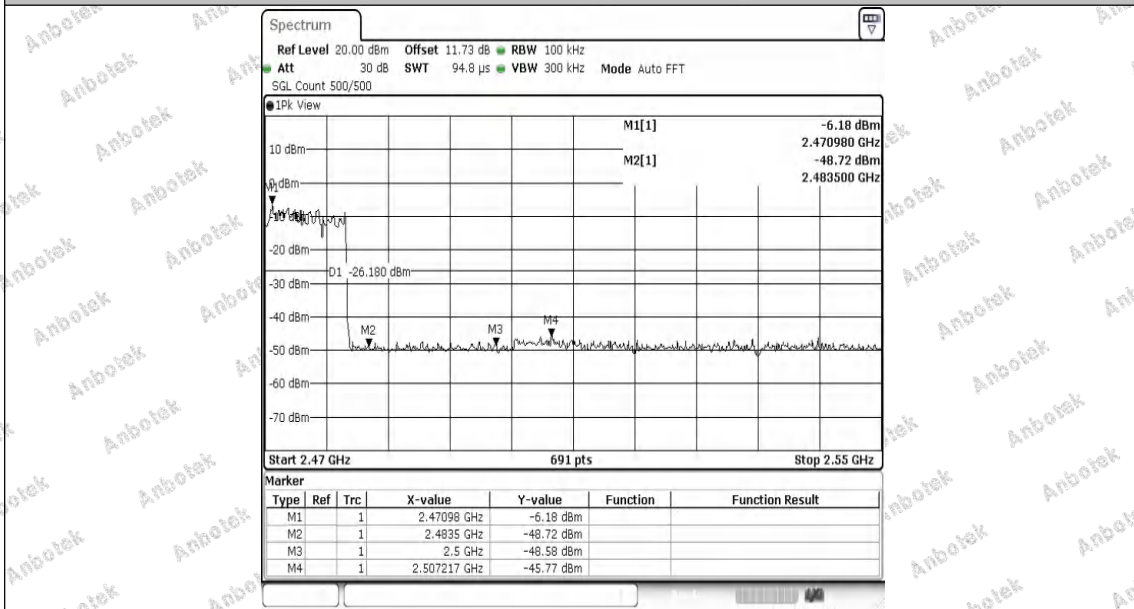 Spectrum
Ref Level 20.00 dBm Offset 11.73 dB RBW 100 kHz
Att 30 dB SWT 94.8 µs VBW 300 kHz Mode Auto FFT
SGL Count 500/500
1Pk View
M1[1] -6.18 dBm
2.470980 GHz
M2[1] -48.72 dBm
2.483500 GHz
10 dBm
0 dBm
M1
-10 dBm
-20 dBm
D1 -26.180 dBm
-30 dBm
-40 dBm
M2 M3 M4
-50 dBm
-60 dBm
-70 dBm
Start 2.47 GHz 691 pts Stop 2.55 GHz
Marker
Type Ref Trc X-value Y-value Function Function Result
M1 1 2.47098 GHz -6.18 dBm
M2 1 2.4835 GHz -48.72 dBm
M3 1 2.5 GHz -48.58 dBm
M4 1 2.507217 GHz -45.77 dBm
Anbotek